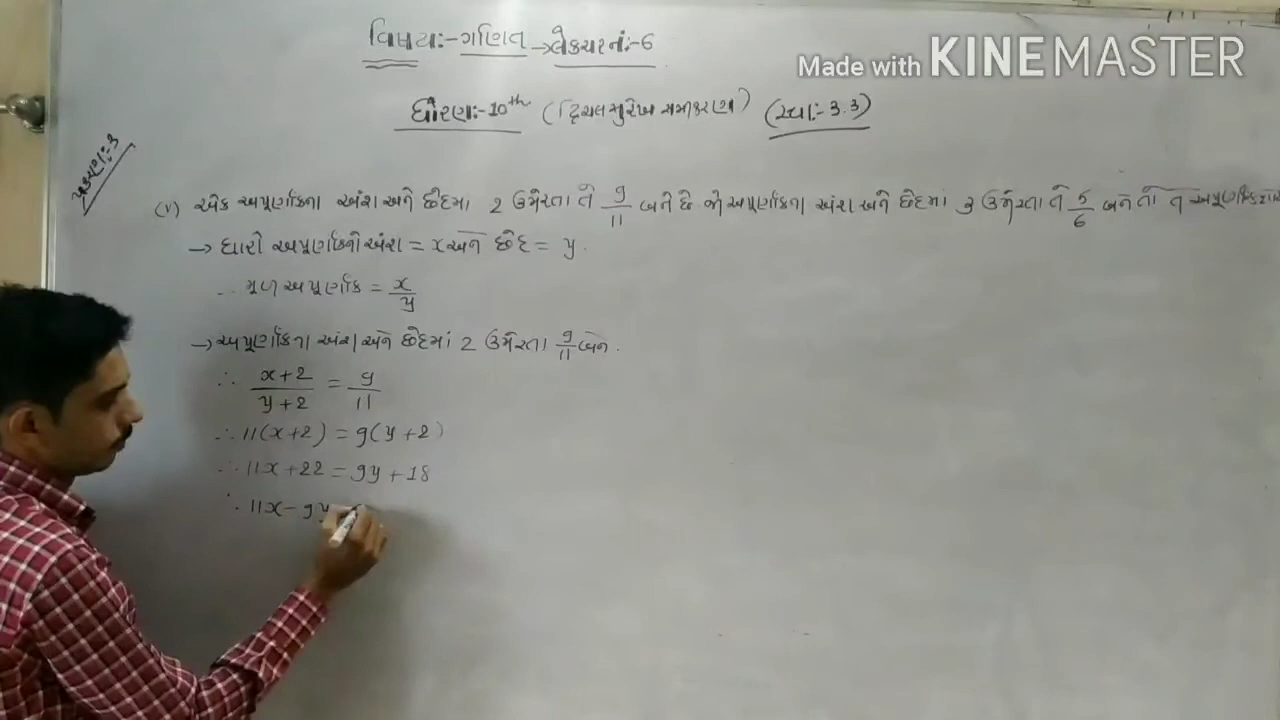 Made with KINEMASTER
વિષય:-ગણિત → લેકચર નં:-6
ધોરણ:-10th (દ્વિચલ સુરેખ સમીકરણ) (સ્વા:-3.3)
પ્રકરણ:-3
(v) એક અપૂર્ણાંકના અંશ અને છેદમાં 2 ઉમેરતા તે 9/11 બને છે જો અપૂર્ણાંકના અંશ અને છેદમાં 3 ઉમેરતા તે 5/6 બને તો તે અપૂર્ણાંક
→ ધારો અપૂર્ણાંકનો અંશ = x અને છેદ = y.
∴ મૂળ અપૂર્ણાંક = x/y
→ અપૂર્ણાંકના અંશ અને છેદમાં 2 ઉમેરતા 9/11 બને.
∴ x+2/y+2 = 9/11
∴ 11(x+2) = 9(y+2)
∴ 11x+22 = 9y+18
∴ 11x-9y